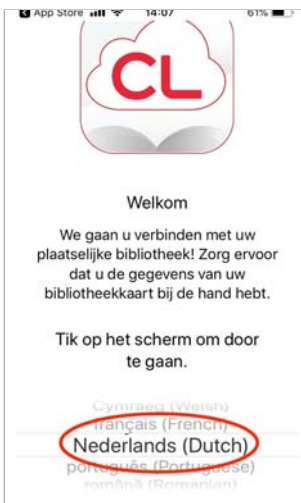 App Store 14:07 61%
CL
Welkom
We gaan u verbinden met uw
plaatselijke bibliotheek! Zorg ervoor
dat u de gegevens van uw
bibliotheekkaart bij de hand hebt.
Tik op het scherm om door
te gaan.
Cymraeg (Welsh)
français (French)
Nederlands (Dutch)
português (Portuguese)
română (Romanian)